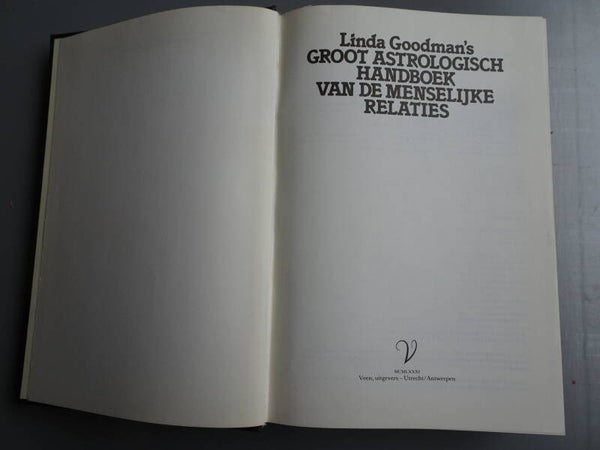 Linda Goodman's
GROOT ASTROLOGISCH
HANDBOEK
VAN DE MENSELIJKE
RELATIES
V
MCMLXXXI
Veen, uitgevers – Utrecht/Antwerpen